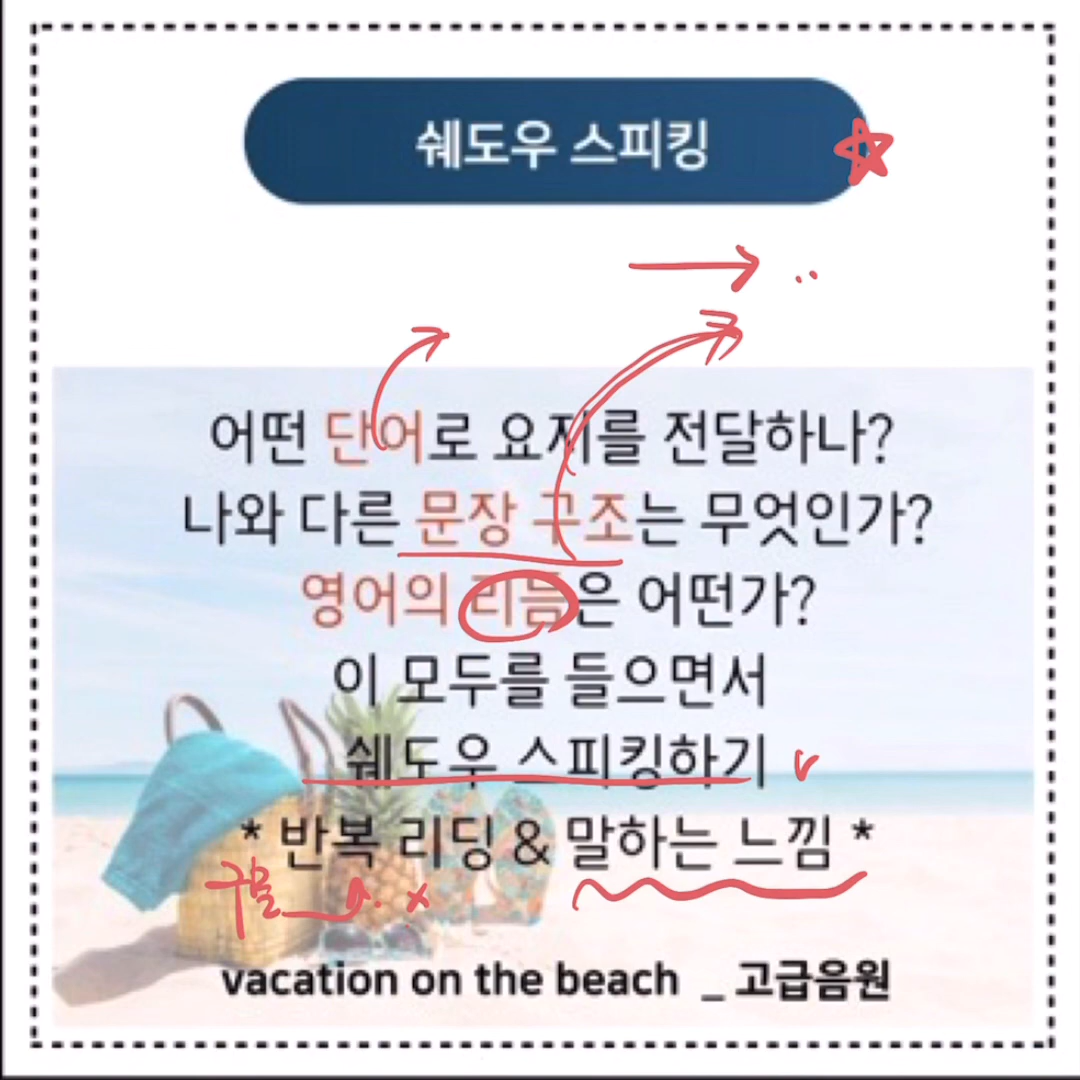 쉐도우 스피킹
어떤 단어로 요지를 전달하나?
나와 다른 문장 구조는 무엇인가?
영어의 리듬은 어떤가?
이 모두를 들으면서
쉐도우 스피킹하기
* 반복 리딩 & 말하는 느낌 *
vacation on the beach _ 고급음원